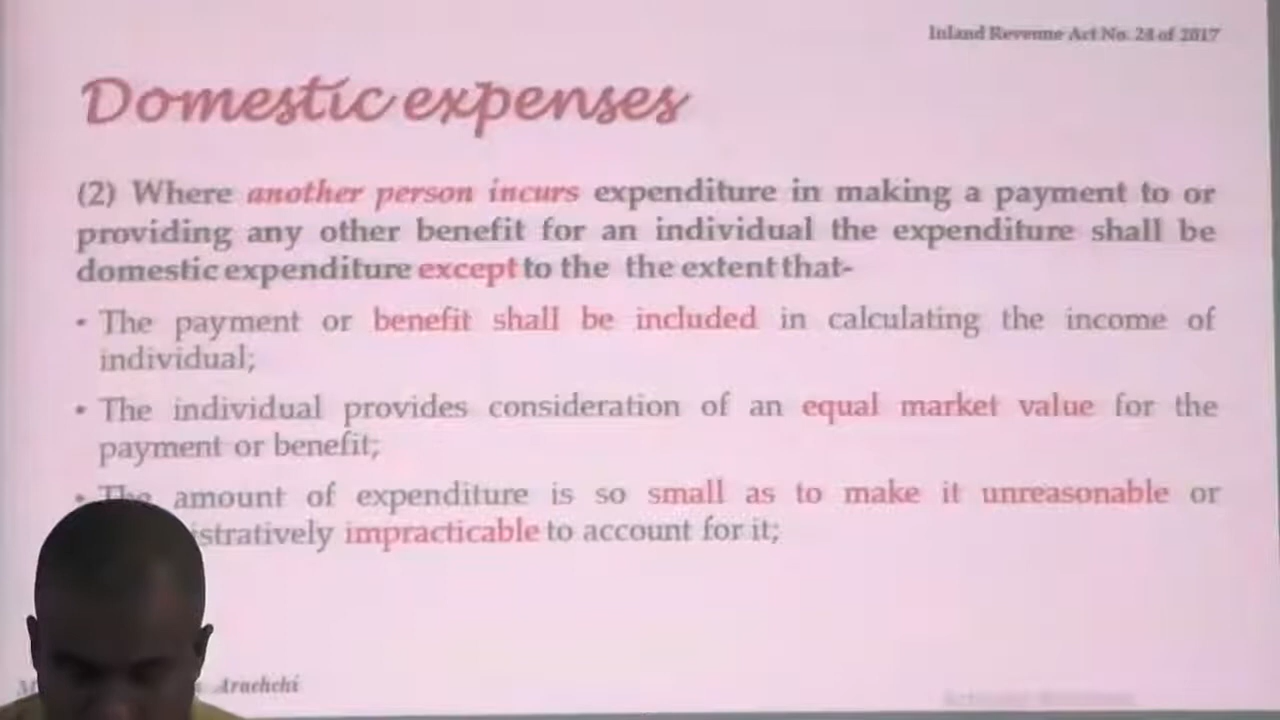 Inland Revenue Act No. 24 of 2017
Domestic expenses
(2) Where another person incurs expenditure in making a payment to or
providing any other benefit for an individual the expenditure shall be
domestic expenditure except to the the extent that-
• The payment or benefit shall be included in calculating the income of
individual;
• The individual provides consideration of an equal market value for the
payment or benefit;
• The amount of expenditure is so small as to make it unreasonable or
stratively impracticable to account for it;
Arachchi